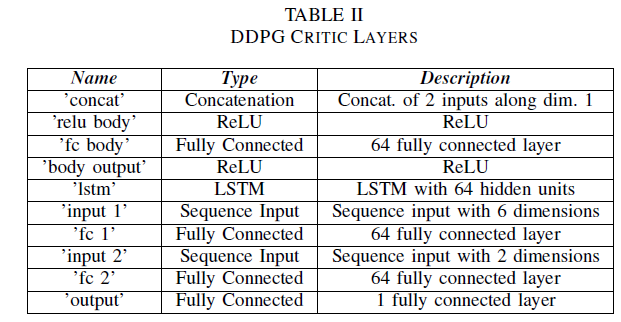 TABLE II
DDPG CRITIC LAYERS
Name Type Description
'concat' Concatenation Concat. of 2 inputs along dim. 1
'relu body' ReLU ReLU
'fc body' Fully Connected 64 fully connected layer
'body output' ReLU ReLU
'lstm' LSTM LSTM with 64 hidden units
'input 1' Sequence Input Sequence input with 6 dimensions
'fc 1' Fully Connected 64 fully connected layer
'input 2' Sequence Input Sequence input with 2 dimensions
'fc 2' Fully Connected 64 fully connected layer
'output' Fully Connected 1 fully connected layer